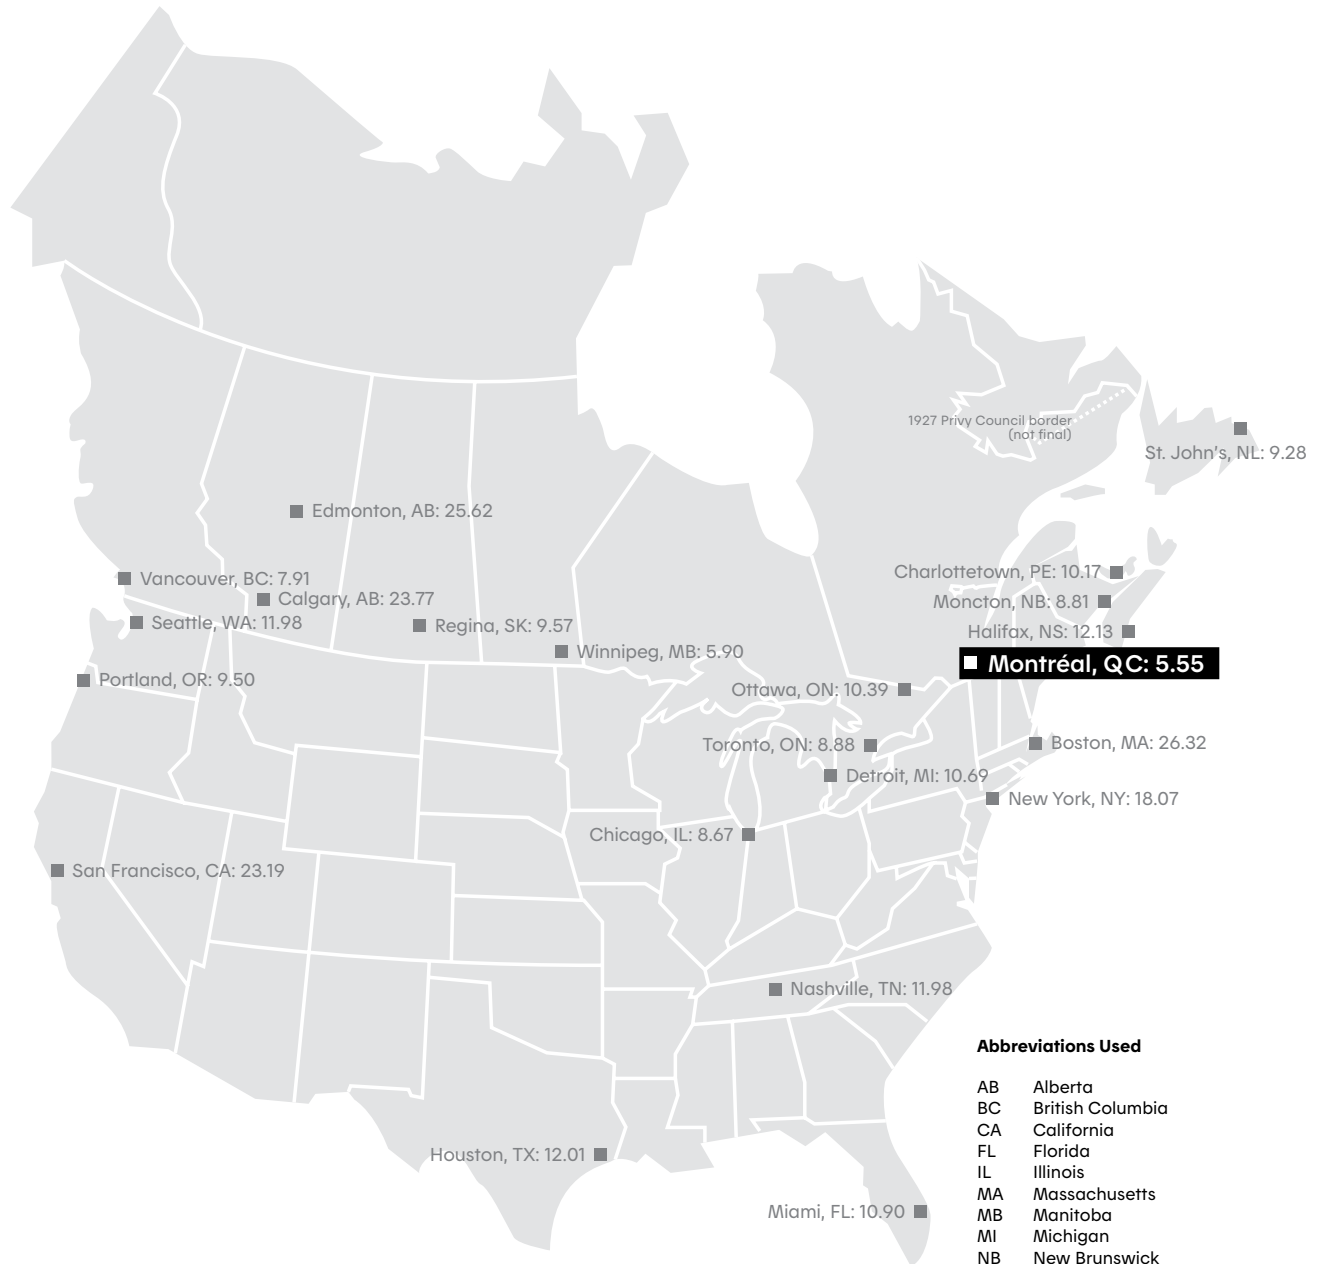 1927 Privy Council border
(not final)
St. John's, NL: 9.28
Edmonton, AB: 25.62
Charlottetown, PE: 10.17
Vancouver, BC: 7.91
Calgary, AB: 23.77
Moncton, NB: 8.81
Seattle, WA: 11.98
Regina, SK: 9.57
Halifax, NS: 12.13
Winnipeg, MB: 5.90
Montréal, QC: 5.55
Portland, OR: 9.50
Ottawa, ON: 10.39
Toronto, ON: 8.88
Boston, MA: 26.32
Detroit, MI: 10.69
New York, NY: 18.07
Chicago, IL: 8.67
San Francisco, CA: 23.19
Nashville, TN: 11.98
Houston, TX: 12.01
Miami, FL: 10.90
Abbreviations Used
AB Alberta
BC British Columbia
CA California
FL Florida
IL Illinois
MA Massachusetts
MB Manitoba
MI Michigan
NB New Brunswick